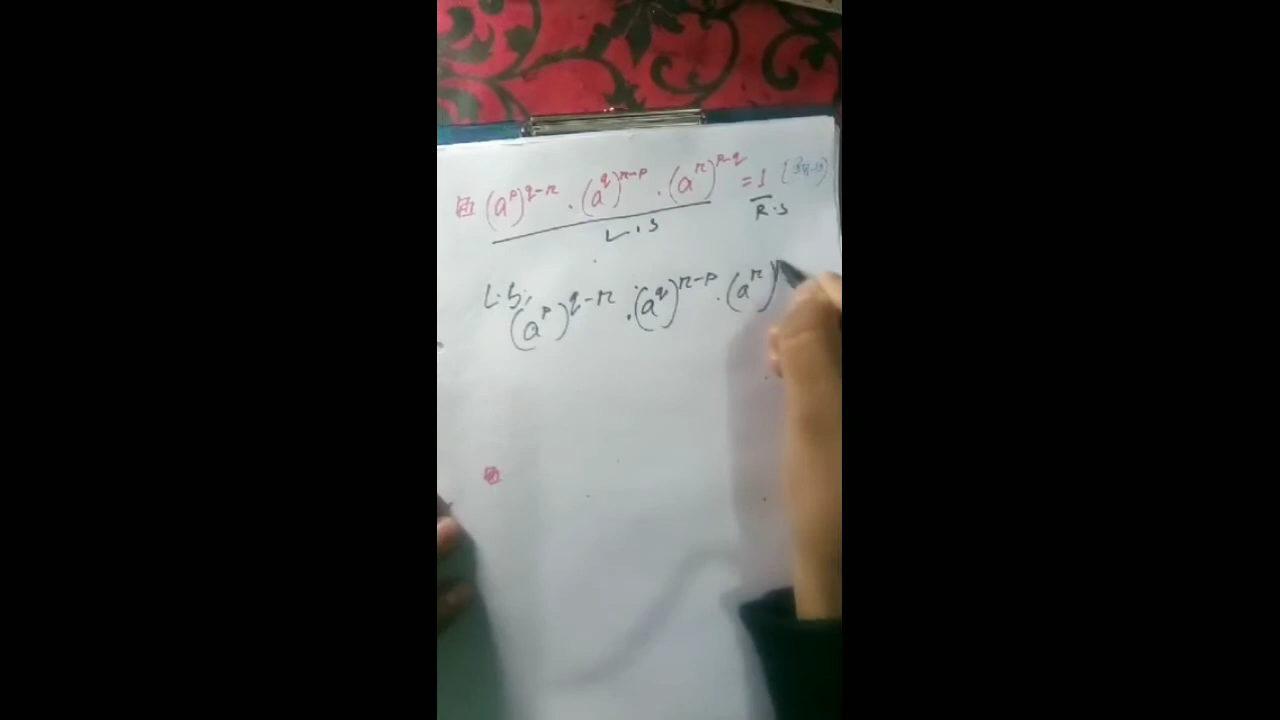 (a^p)^{q-r} . (a^q)^{r-p} . (a^r)^{p-q} = 1
L.S R.S
L.S,
(a^p)^{q-r} . (a^q)^{r-p} . (a^r)